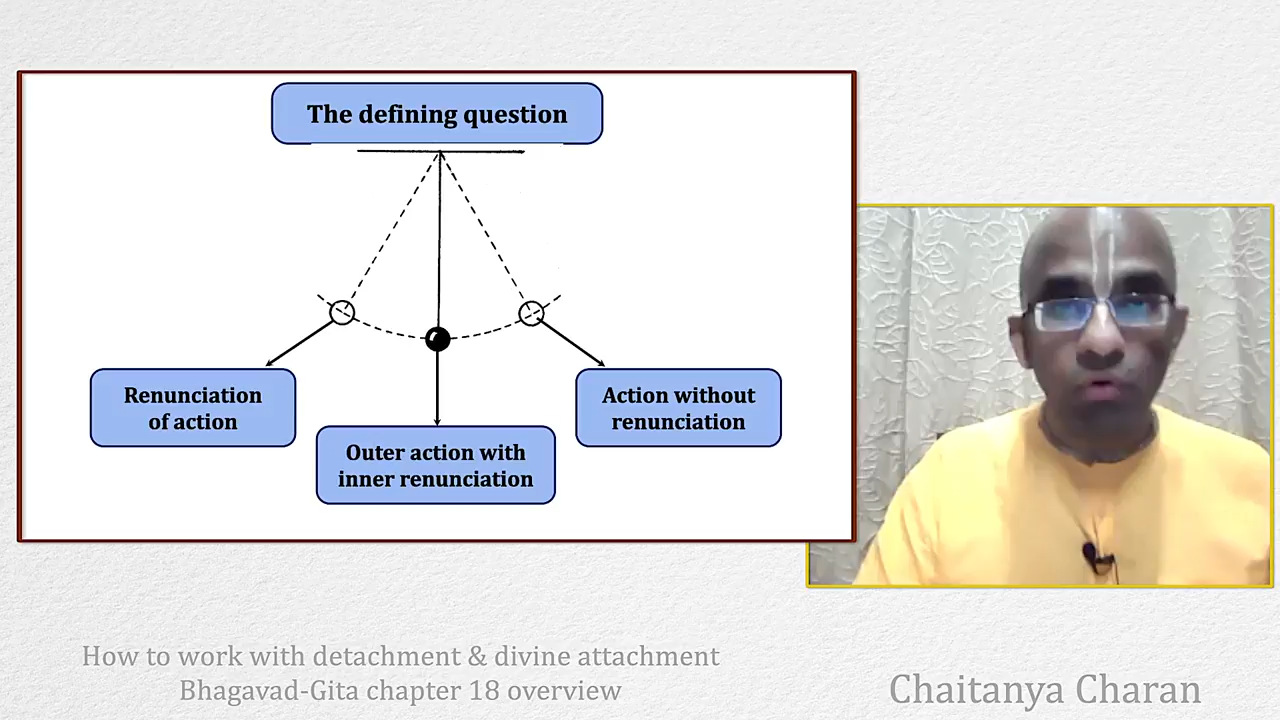 The defining question
Renunciation
of action
Outer action with
inner renunciation
Action without
renunciation
How to work with detachment & divine attachment
Bhagavad-Gita chapter 18 overview
Chaitanya Charan